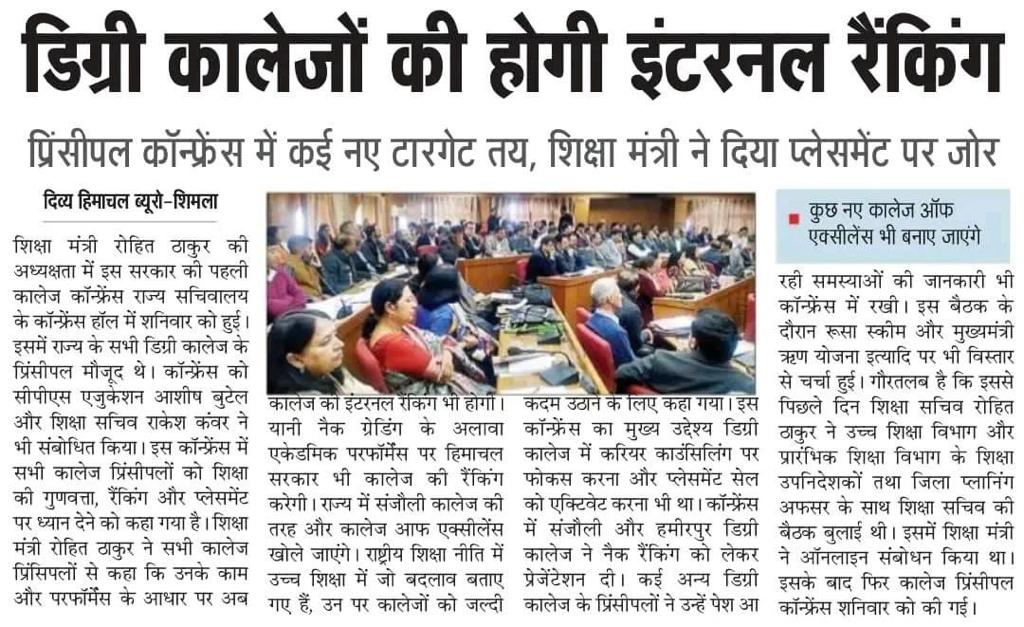 डिग्री कालेजों की होगी इंटरनल रैंकिंग
प्रिंसीपल कॉन्फ्रेंस में कई नए टारगेट तय, शिक्षा मंत्री ने दिया प्लेसमेंट पर जोर
दिव्य हिमाचल ब्यूरो-शिमला
शिक्षा मंत्री रोहित ठाकुर की
अध्यक्षता में इस सरकार की पहली
कालेज कॉन्फ्रेंस राज्य सचिवालय
के कॉन्फ्रेंस हॉल में शनिवार को हुई।
इसमें राज्य के सभी डिग्री कालेज के
प्रिंसिपल मौजूद थे। कॉन्फ्रेंस को
सीपीएस एजुकेशन आशीष बुटेल
और शिक्षा सचिव राकेश कंवर ने
भी संबोधित किया। इस कॉन्फ्रेंस में
सभी कालेज प्रिंसीपलों को शिक्षा
की गुणवत्ता, रैंकिंग और प्लेसमेंट
पर ध्यान देने को कहा गया है। शिक्षा
मंत्री रोहित ठाकुर ने सभी कालेज
प्रिंसिपलों से कहा कि उनके काम
और परफॉर्मेंस के आधार पर अब
कालेज की इंटरनल रैंकिंग भी होगी।
यानी नैक ग्रेडिंग के अलावा
एकेडमिक परफॉर्मेंस पर हिमाचल
सरकार भी कालेज की रैंकिंग
करेगी। राज्य में संजौली कालेज की
तरह और कालेज आफ एक्सीलेंस
खोले जाएंगे। राष्ट्रीय शिक्षा नीति में
उच्च शिक्षा में जो बदलाव बताए
गए हैं, उन पर कालेजों को जल्दी
कदम उठाने के लिए कहा गया। इस
कॉन्फ्रेंस का मुख्य उद्देश्य डिग्री
कालेज में करियर काउंसिलिंग पर
फोकस करना और प्लेसमेंट सेल
को एक्टिवेट करना भी था। कॉन्फ्रेंस
में संजौली और हमीरपुर डिग्री
कालेज ने नैक रैंकिंग को लेकर
प्रेजेंटेशन दी। कई अन्य डिग्री
कालेज के प्रिंसीपलों ने उन्हें पेश आ
कुछ नए कालेज ऑफ
एक्सीलेंस भी बनाए जाएंगे
रही समस्याओं की जानकारी भी
कॉन्फ्रेंस में रखी। इस बैठक के
दौरान रूसा स्कीम और मुख्यमंत्री
ऋण योजना इत्यादि पर भी विस्तार
से चर्चा हुई। गौरतलब है कि इससे
पिछले दिन शिक्षा सचिव रोहित
ठाकुर ने उच्च शिक्षा विभाग और
प्रारंभिक शिक्षा विभाग के शिक्षा
उपनिदेशकों तथा जिला प्लानिंग
अफसर के साथ शिक्षा सचिव की
बैठक बुलाई थी। इसमें शिक्षा मंत्री
ने ऑनलाइन संबोधन किया था।
इसके बाद फिर कालेज प्रिंसीपल
कॉन्फ्रेंस शनिवार को की गई।